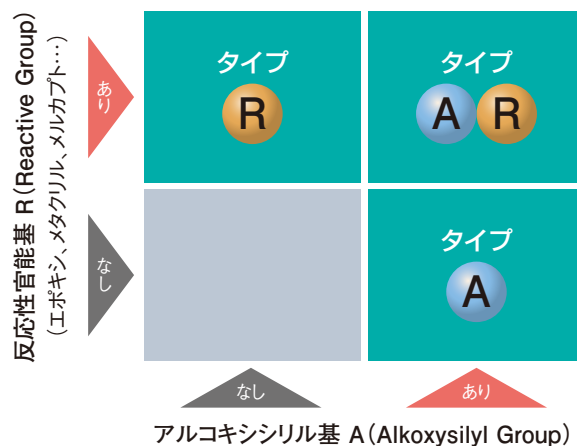 反応性官能基 R(Reactive Group)
(エポキシ、メタクリル、メルカプト…)
あり
タイプ
R
タイプ
A R
なし
タイプ
A
なし
あり
アルコキシシリル基 A(Alkoxysilyl Group)